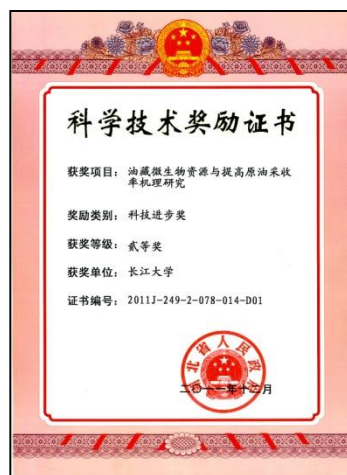 科学技术奖励证书
获奖项目：油藏微生物资源与提高原油采收
率机理研究
奖励类别：科技进步奖
获奖等级：贰等奖
获奖单位：长江大学
证书编号：2011J-249-2-078-014-D01
湖北省人民政府
二〇一一年十二月